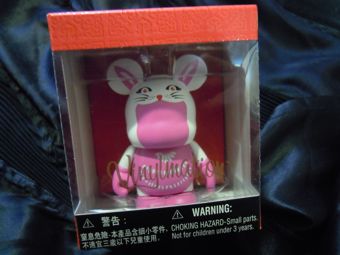 Vinylmation
警告:
窒息危險-本產品含細小零件,
不適宜三歲以下兒童使用.
WARNING:
CHOKING HAZARD-Small parts.
Not for children under 3 years.